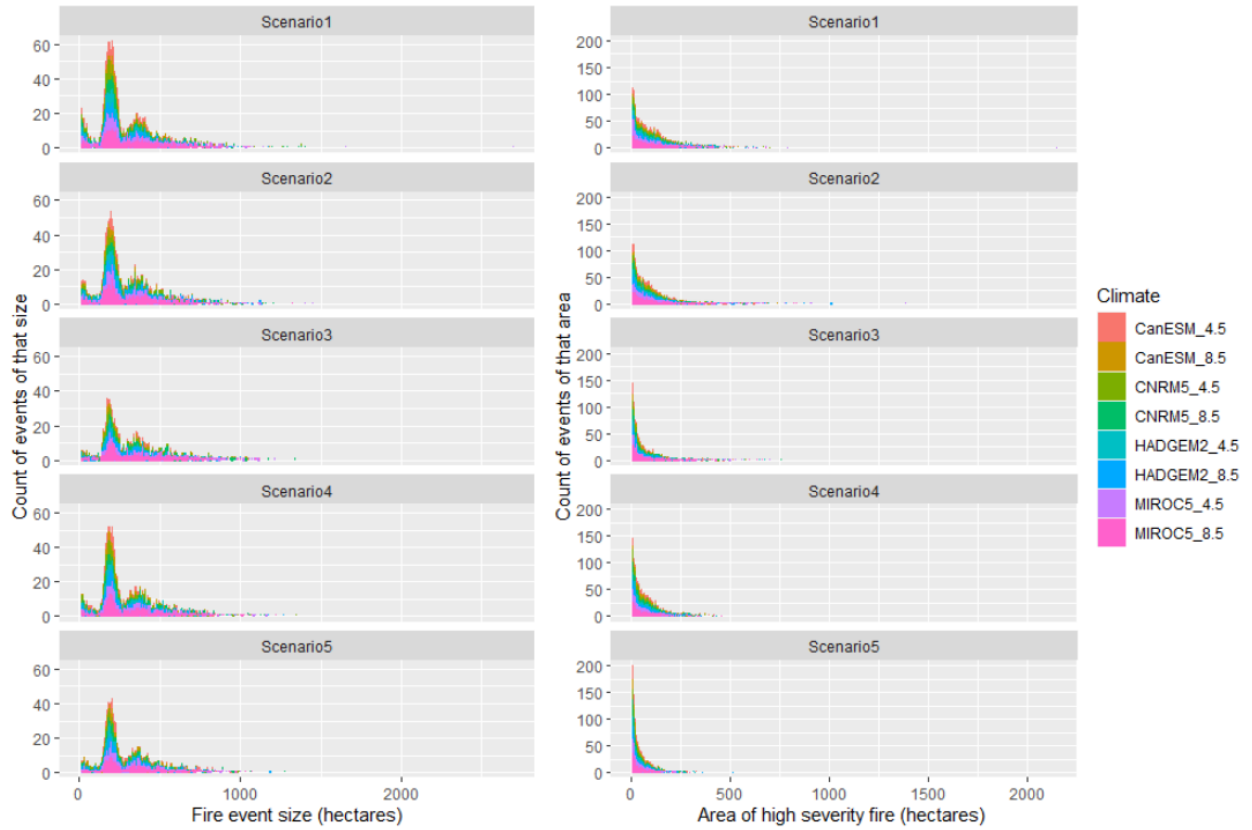 Scenario1
60
40
20
0
Scenario2
60
40
20
0
Scenario3
60
40
20
0
Scenario4
60
40
20
0
Scenario5
60
40
20
0
0 1000 2000
Fire event size (hectares)
Count of events of that size
Scenario1
200
150
100
50
0
Scenario2
200
150
100
50
0
Scenario3
200
150
100
50
0
Scenario4
200
150
100
50
0
Scenario5
200
150
100
50
0
0 500 1000 1500 2000
Area of high severity fire (hectares)
Count of events of that area
Climate
CanESM_4.5
CanESM_8.5
CNRM5_4.5
CNRM5_8.5
HADGEM2_4.5
HADGEM2_8.5
MIROC5_4.5
MIROC5_8.5